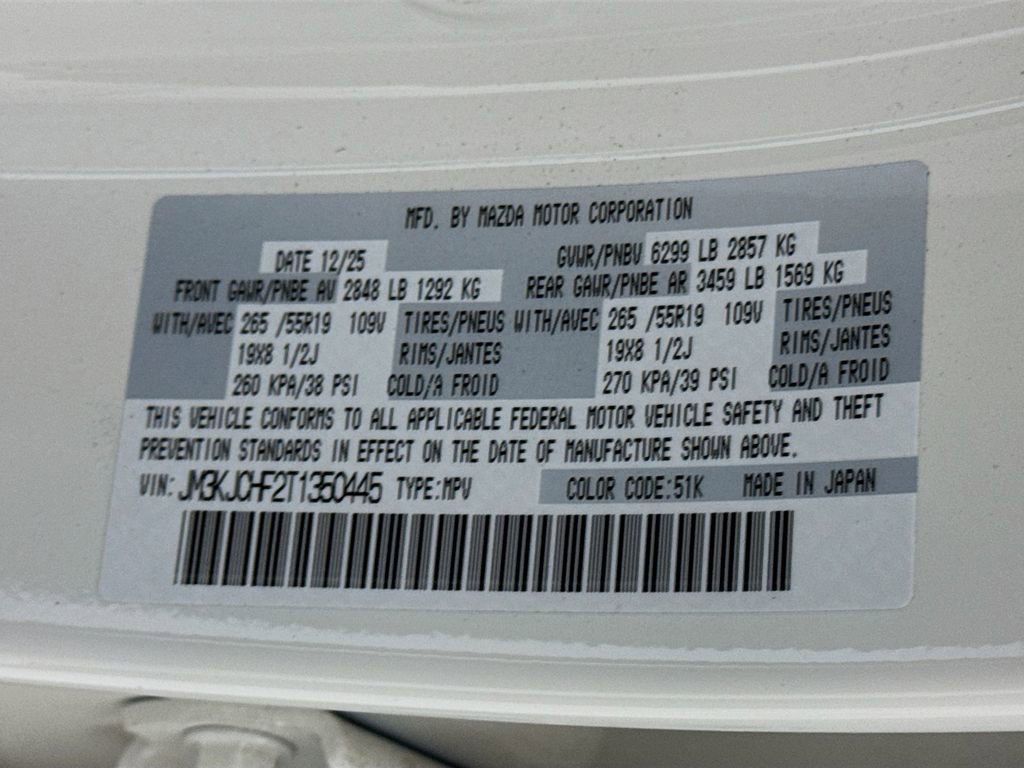 MFD. BY MAZDA MOTOR CORPORATION
DATE 12/25 GVWR/PNBV 6299 LB 2857 KG
FRONT GAWR/PNBE AV 2848 LB 1292 KG REAR GAWR/PNBE AR 3459 LB 1569 KG
WITH/AVEC 265 /55R19 109V TIRES/PNEUS WITH/AVEC 265 /55R19 109V TIRES/PNEUS
19X8 1/2J RIMS/JANTES 19X8 1/2J RIMS/JANTES
260 KPA/38 PSI COLD/A FROID 270 KPA/39 PSI COLD/A FROID
THIS VEHICLE CONFORMS TO ALL APPLICABLE FEDERAL MOTOR VEHICLE SAFETY AND THEFT
PREVENTION STANDARDS IN EFFECT ON THE DATE OF MANUFACTURE SHOWN ABOVE.
VIN: JM3KJCHF2T1350445 TYPE:MPV COLOR CODE:51K MADE IN JAPAN